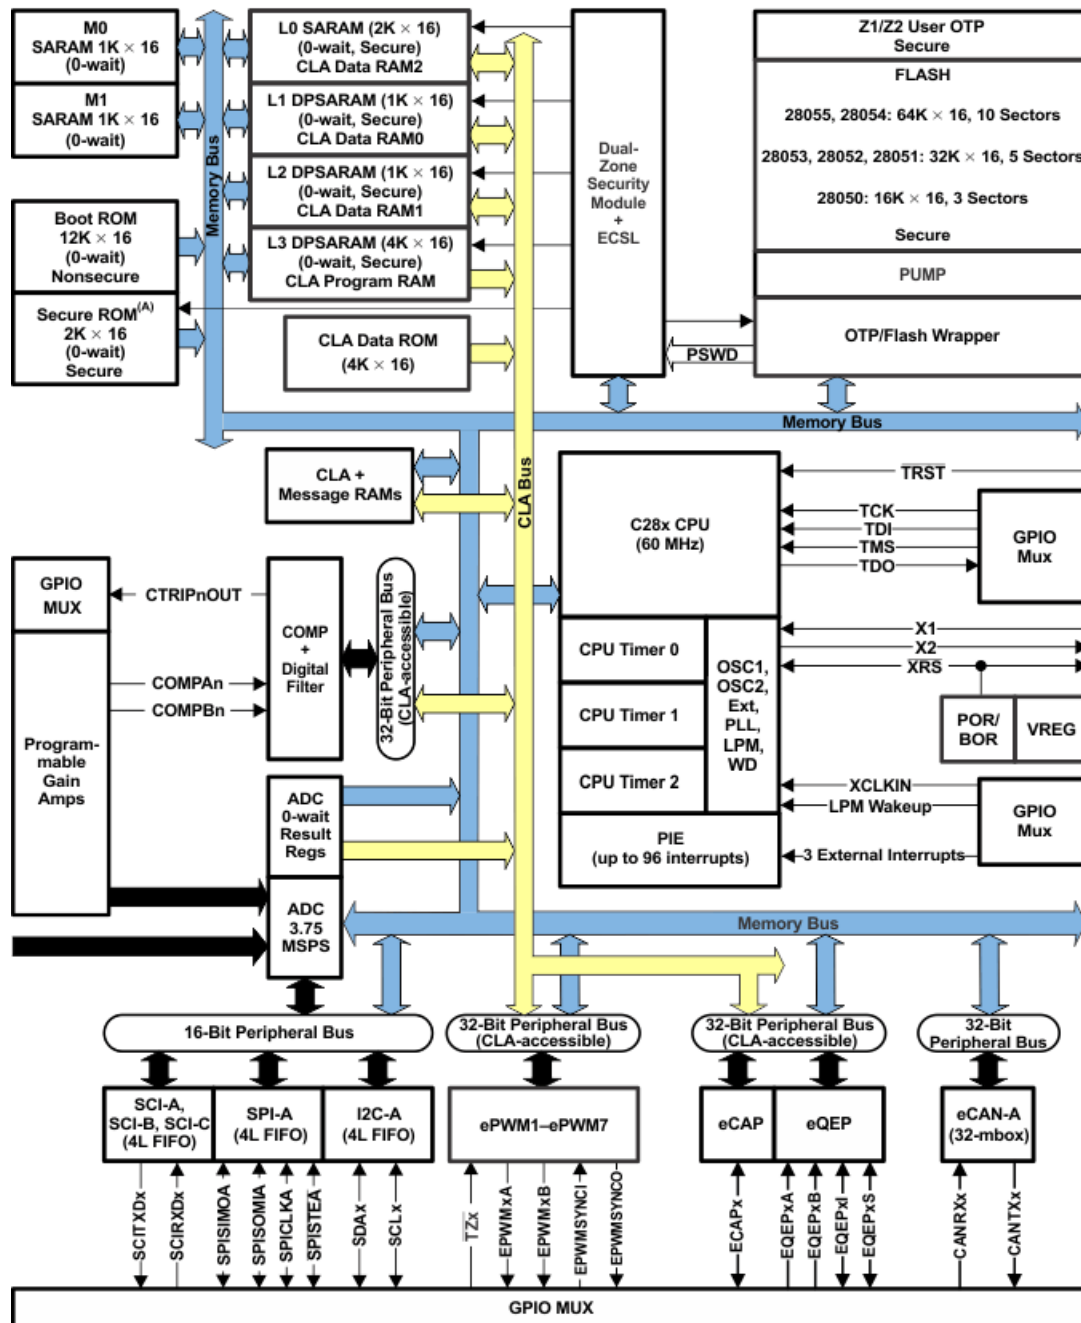 M0
SARAM 1K × 16
(0-wait)
M1
SARAM 1K × 16
(0-wait)
Boot ROM
12K × 16
(0-wait)
Nonsecure
Secure ROM(A)
2K × 16
(0-wait)
Secure
Memory Bus
L0 SARAM (2K × 16)
(0-wait, Secure)
CLA Data RAM2
L1 DPSARAM (1K × 16)
(0-wait, Secure)
CLA Data RAM0
L2 DPSARAM (1K × 16)
(0-wait, Secure)
CLA Data RAM1
L3 DPSARAM (4K × 16)
(0-wait, Secure)
CLA Program RAM
CLA Data ROM
(4K × 16)
CLA Bus
Dual-
Zone
Security
Module
+
ECSL
Z1/Z2 User OTP
Secure
FLASH
28055, 28054: 64K × 16, 10 Sectors
28053, 28052, 28051: 32K × 16, 5 Sectors
28050: 16K × 16, 3 Sectors
Secure
PUMP
OTP/Flash Wrapper
PSWD
Memory Bus
CLA +
Message RAMs
C28x CPU
(60 MHz)
TRST
TCK
TDI
TMS
TDO
GPIO
Mux
GPIO
MUX
CTRIPnOUT
COMP
+
Digital
Filter
32-Bit Peripheral Bus
(CLA-accessible)
COMPAn
COMPBn
Program-
mable
Gain
Amps
CPU Timer 0
CPU Timer 1
CPU Timer 2
OSC1,
OSC2,
Ext,
PLL,
LPM,
WD
X1
X2
XRS
POR/
BOR
VREG
XCLKIN
LPM Wakeup
3 External Interrupts
GPIO
Mux
PIE
(up to 96 interrupts)
ADC
0-wait
Result
Regs
ADC
3.75
MSPS
Memory Bus
16-Bit Peripheral Bus
32-Bit Peripheral Bus
(CLA-accessible)
32-Bit Peripheral Bus
(CLA-accessible)
32-Bit
Peripheral Bus
SCI-A,
SCI-B, SCI-C
(4L FIFO)
SPI-A
(4L FIFO)
I2C-A
(4L FIFO)
ePWM1–ePWM7
eCAP
eQEP
eCAN-A
(32-mbox)
SCITXDx
SCIRXDx
SPISIMOA
SPISOMIA
SPICLKA
SPISTEA
SDAx
SCLx
TZx
EPWMxA
EPWMxB
EPWMSYNCI
EPWMSYNCO
ECAPx
EQEPxA
EQEPxB
EQEPxI
EQEPxS
CANRXx
CANTXx
GPIO MUX